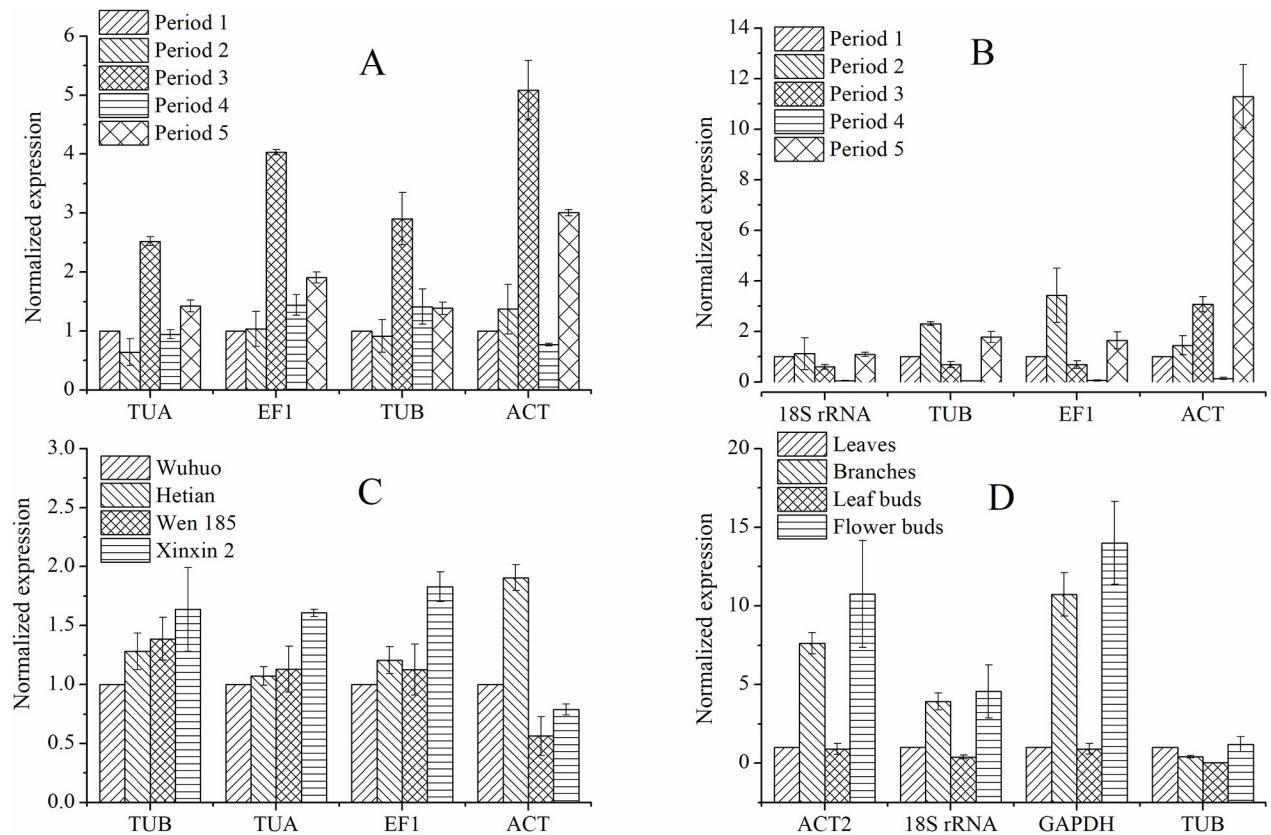 A
Period 1
Period 2
Period 3
Period 4
Period 5
Normalized expression
6
5
4
3
2
1
0
TUA EF1 TUB ACT
B
Period 1
Period 2
Period 3
Period 4
Period 5
Normalized expression
14
12
10
8
6
4
2
0
18S rRNA TUB EF1 ACT
C
Wuhuo
Hetian
Wen 185
Xinxin 2
Normalized expression
3.0
2.5
2.0
1.5
1.0
0.5
0.0
TUB TUA EF1 ACT
D
Leaves
Branches
Leaf buds
Flower buds
Normalized expression
20
15
10
5
0
ACT2 18S rRNA GAPDH TUB